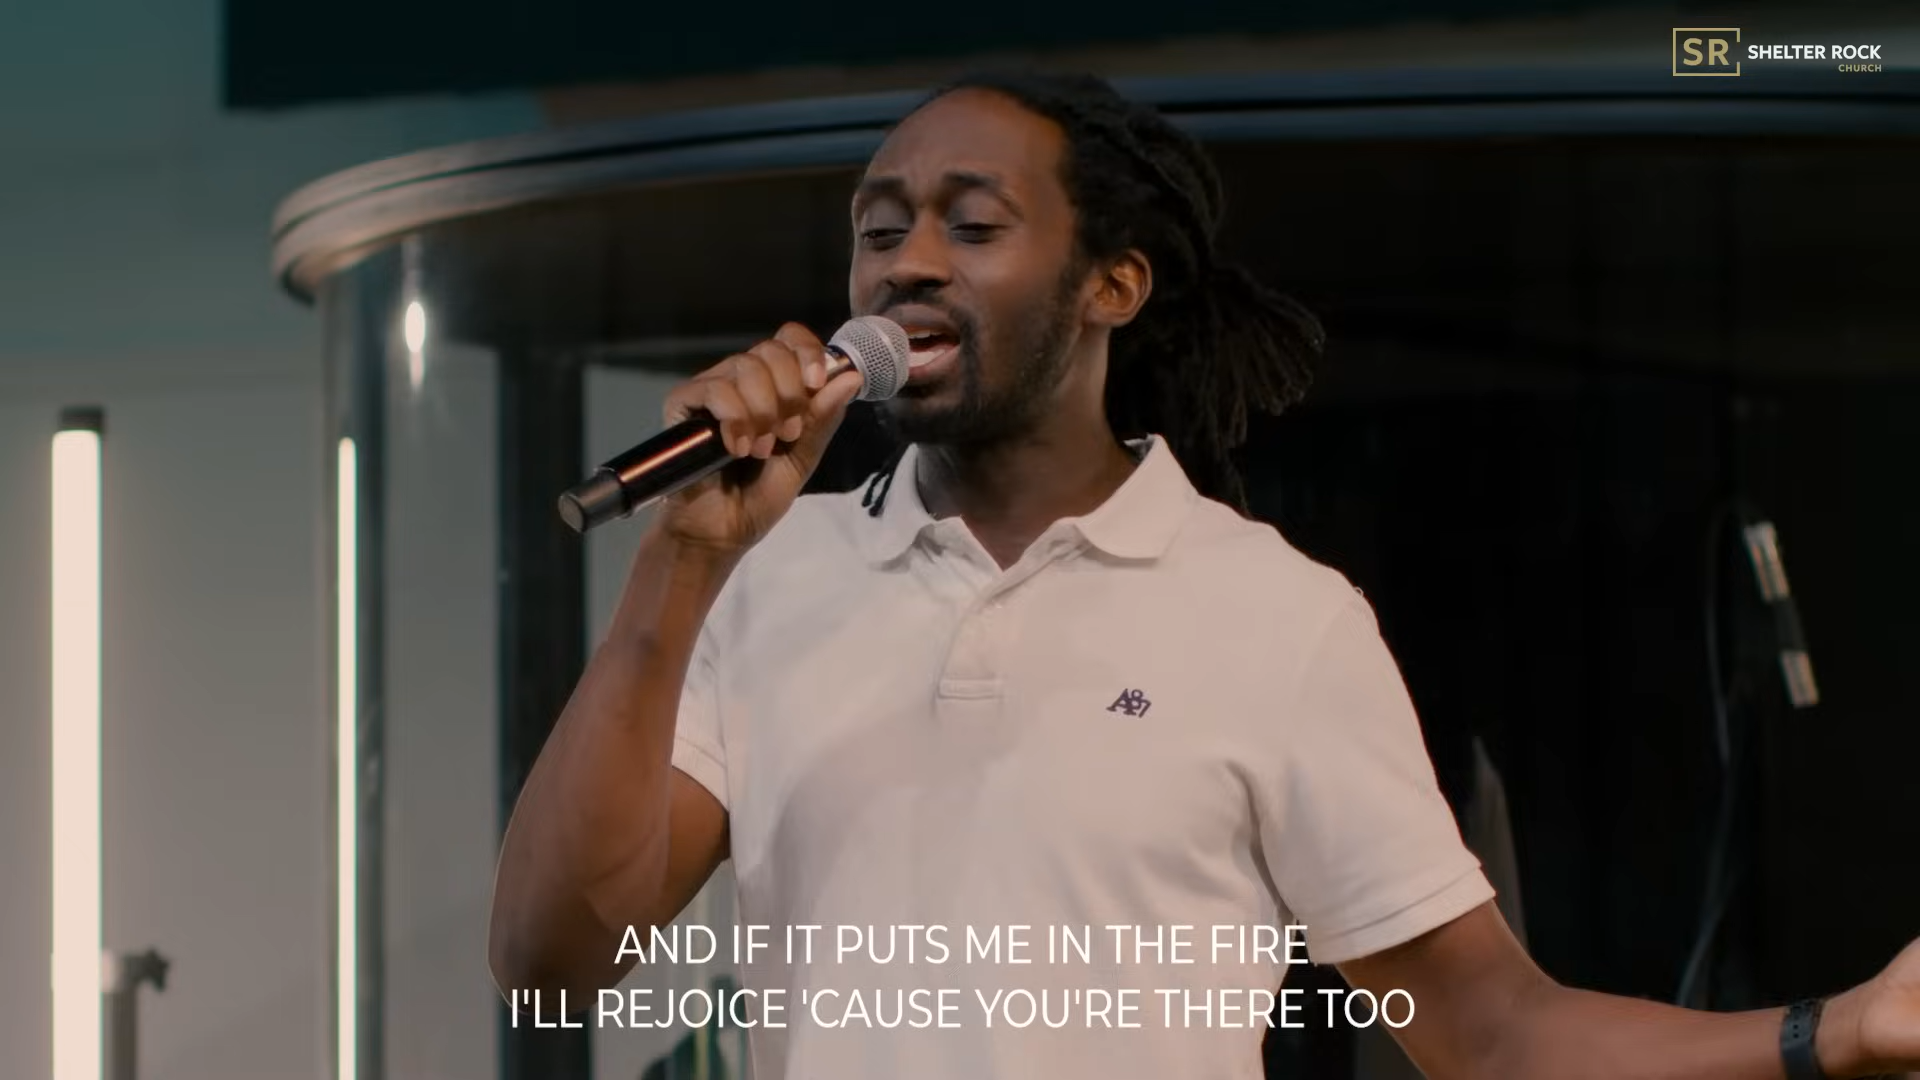 SR SHELTER ROCK
CHURCH
A87
AND IF IT PUTS ME IN THE FIRE
I'LL REJOICE 'CAUSE YOU'RE THERE TOO